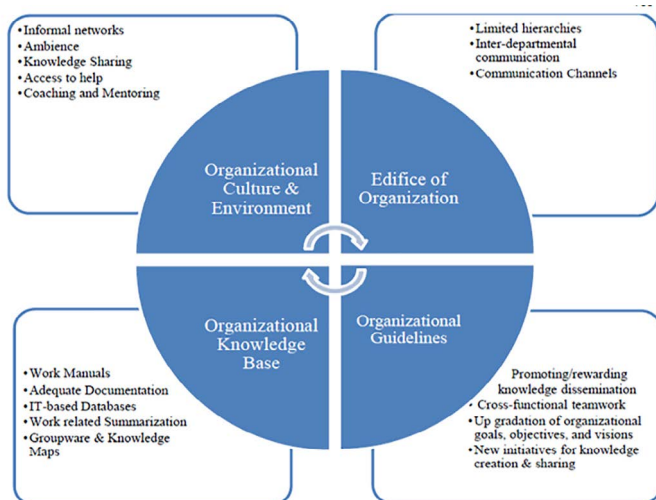 •Informal networks
•Ambience
•Knowledge Sharing
•Access to help
•Coaching and Mentoring
•Limited hierarchies
•Inter-departmental
communication
•Communication Channels
Organizational
Culture &
Environment
Edifice of
Organization
Organizational
Knowledge
Base
Organizational
Guidelines
•Work Manuals
•Adequate Documentation
•IT-based Databases
•Work related Summarization
•Groupware & Knowledge
Maps
Promoting/rewarding
knowledge dissemination
• Cross-functional teamwork
•Up gradation of organizational
goals, objectives, and visions
•New initiatives for knowledge
creation & sharing